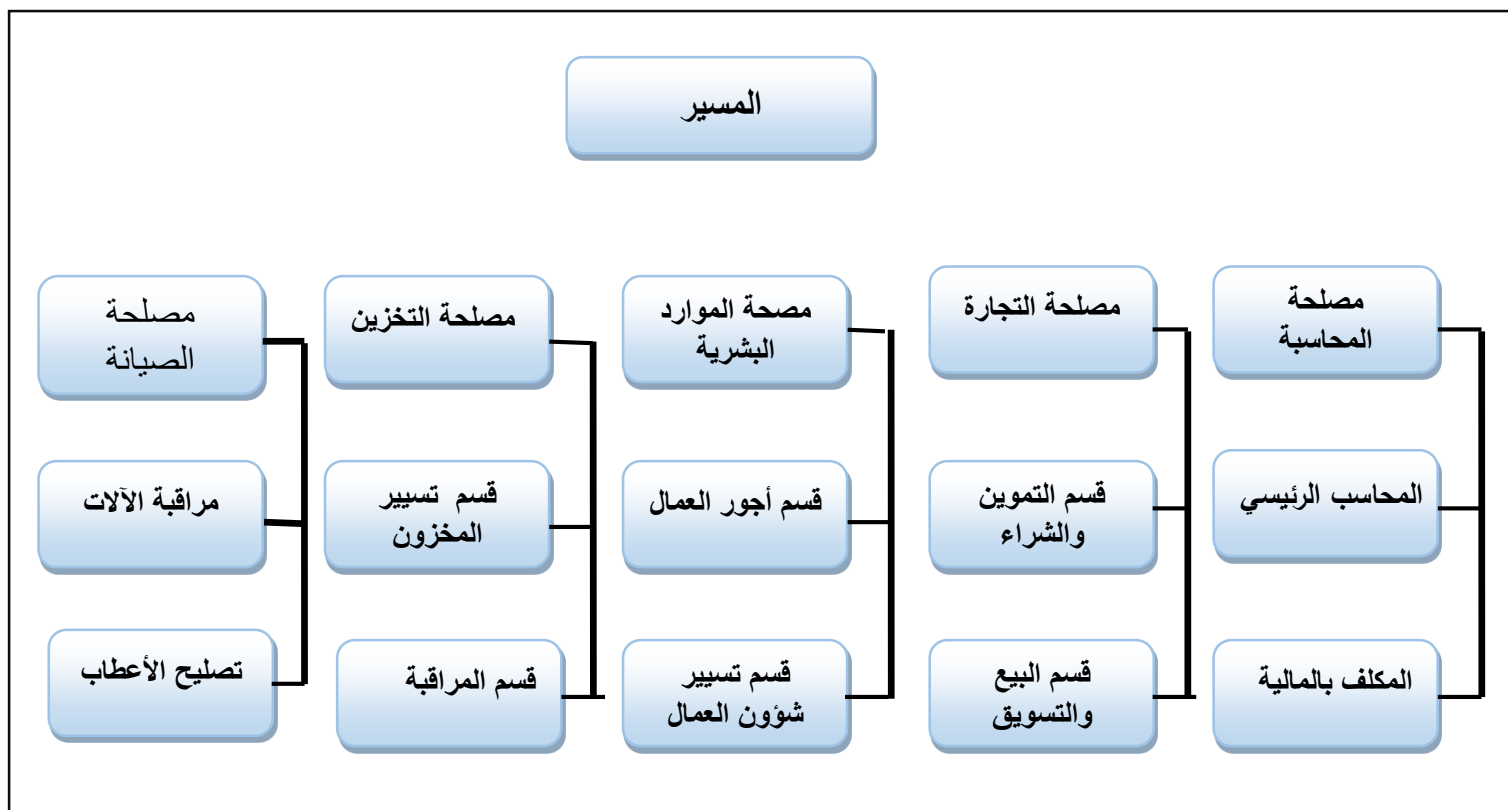 المسير
مصلحة
المحاسبة
مصلحة التجارة
مصحة الموارد
البشرية
مصلحة التخزين
مصلحة
الصيانة
المحاسب الرئيسي
قسم التموين
والشراء
قسم أجور العمال
قسم تسيير
المخزون
مراقبة الآلات
المكلف بالمالية
قسم البيع
والتسويق
قسم تسيير
شؤون العمال
قسم المراقبة
تصليح الأعطاب